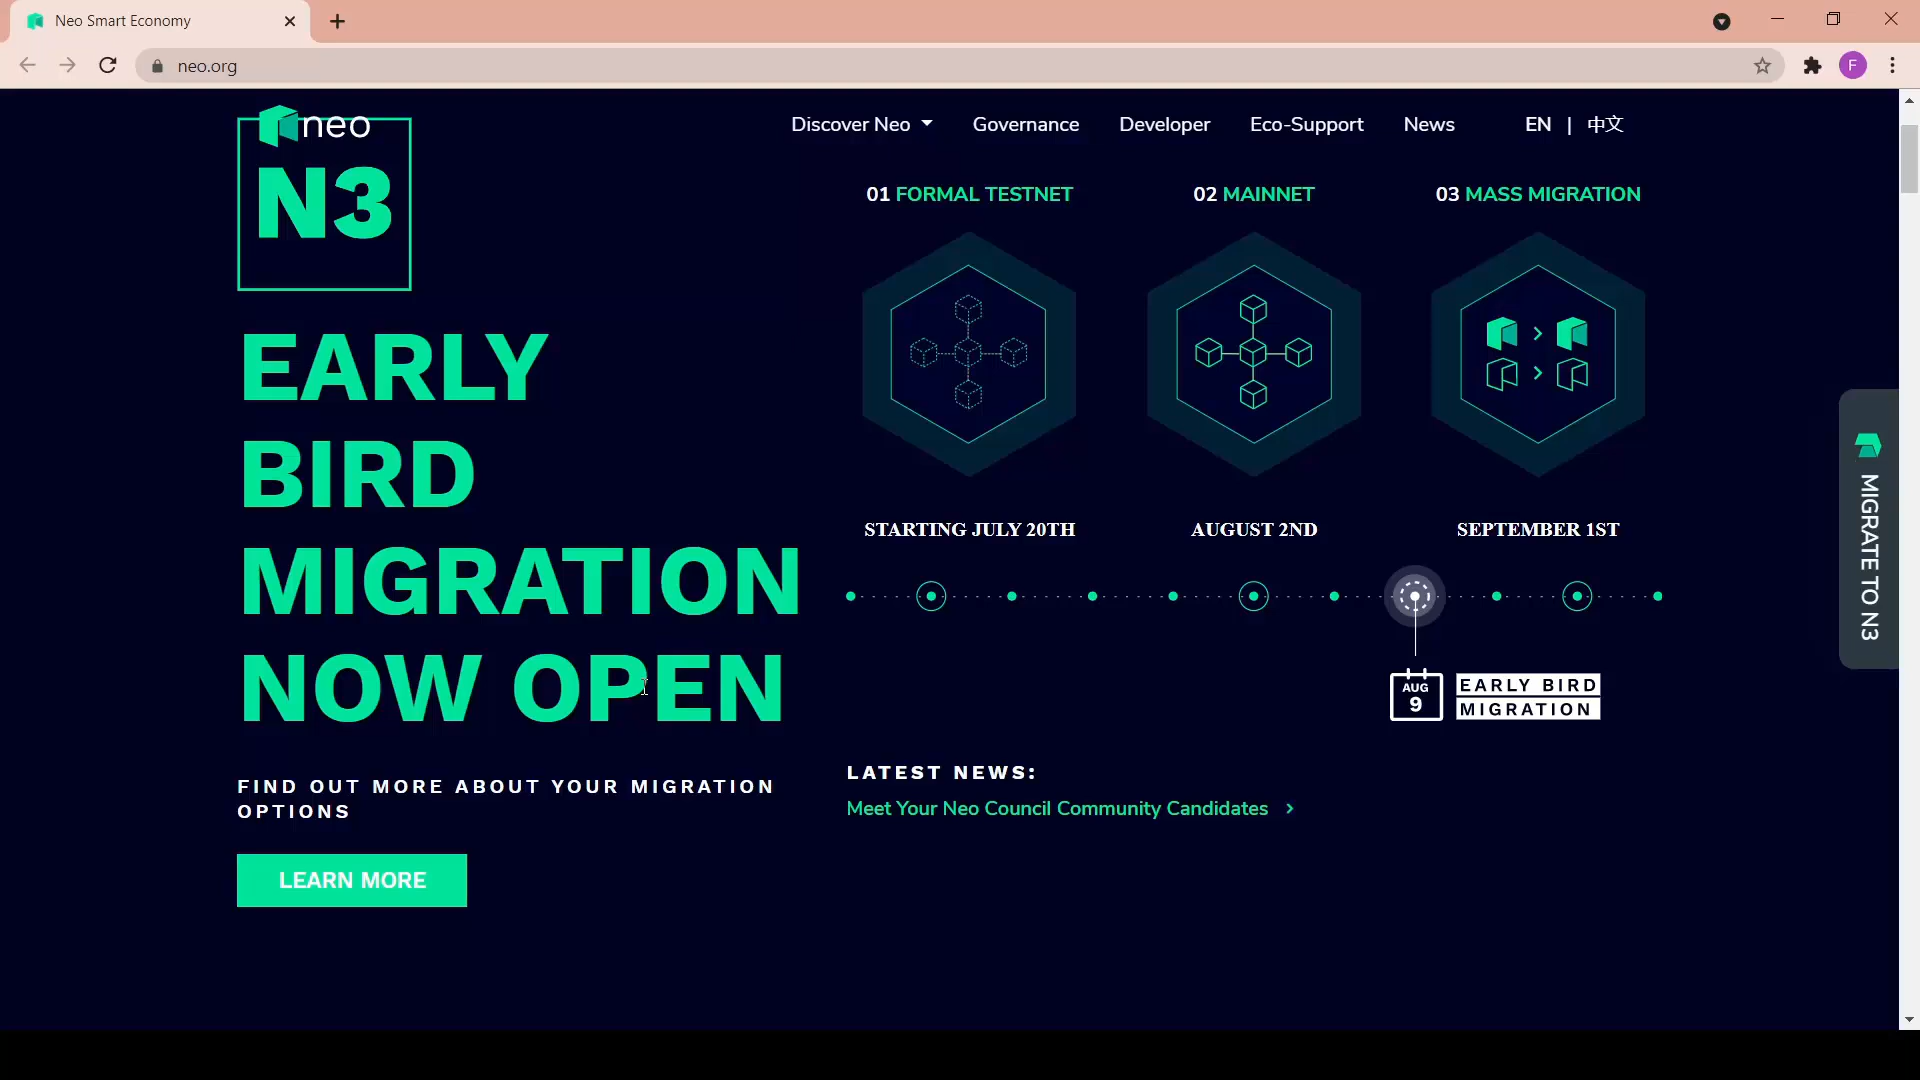 Neo Smart Economy
neo.org
F
neo
Discover Neo
Governance
Developer
Eco-Support
News
EN | 中文
N3
EARLY
BIRD
MIGRATION
NOW OPEN
FIND OUT MORE ABOUT YOUR MIGRATION
OPTIONS
LEARN MORE
01 FORMAL TESTNET
02 MAINNET
03 MASS MIGRATION
STARTING JULY 20TH
AUGUST 2ND
SEPTEMBER 1ST
AUG
9
EARLY BIRD
MIGRATION
LATEST NEWS:
Meet Your Neo Council Community Candidates
MIGRATE TO N3